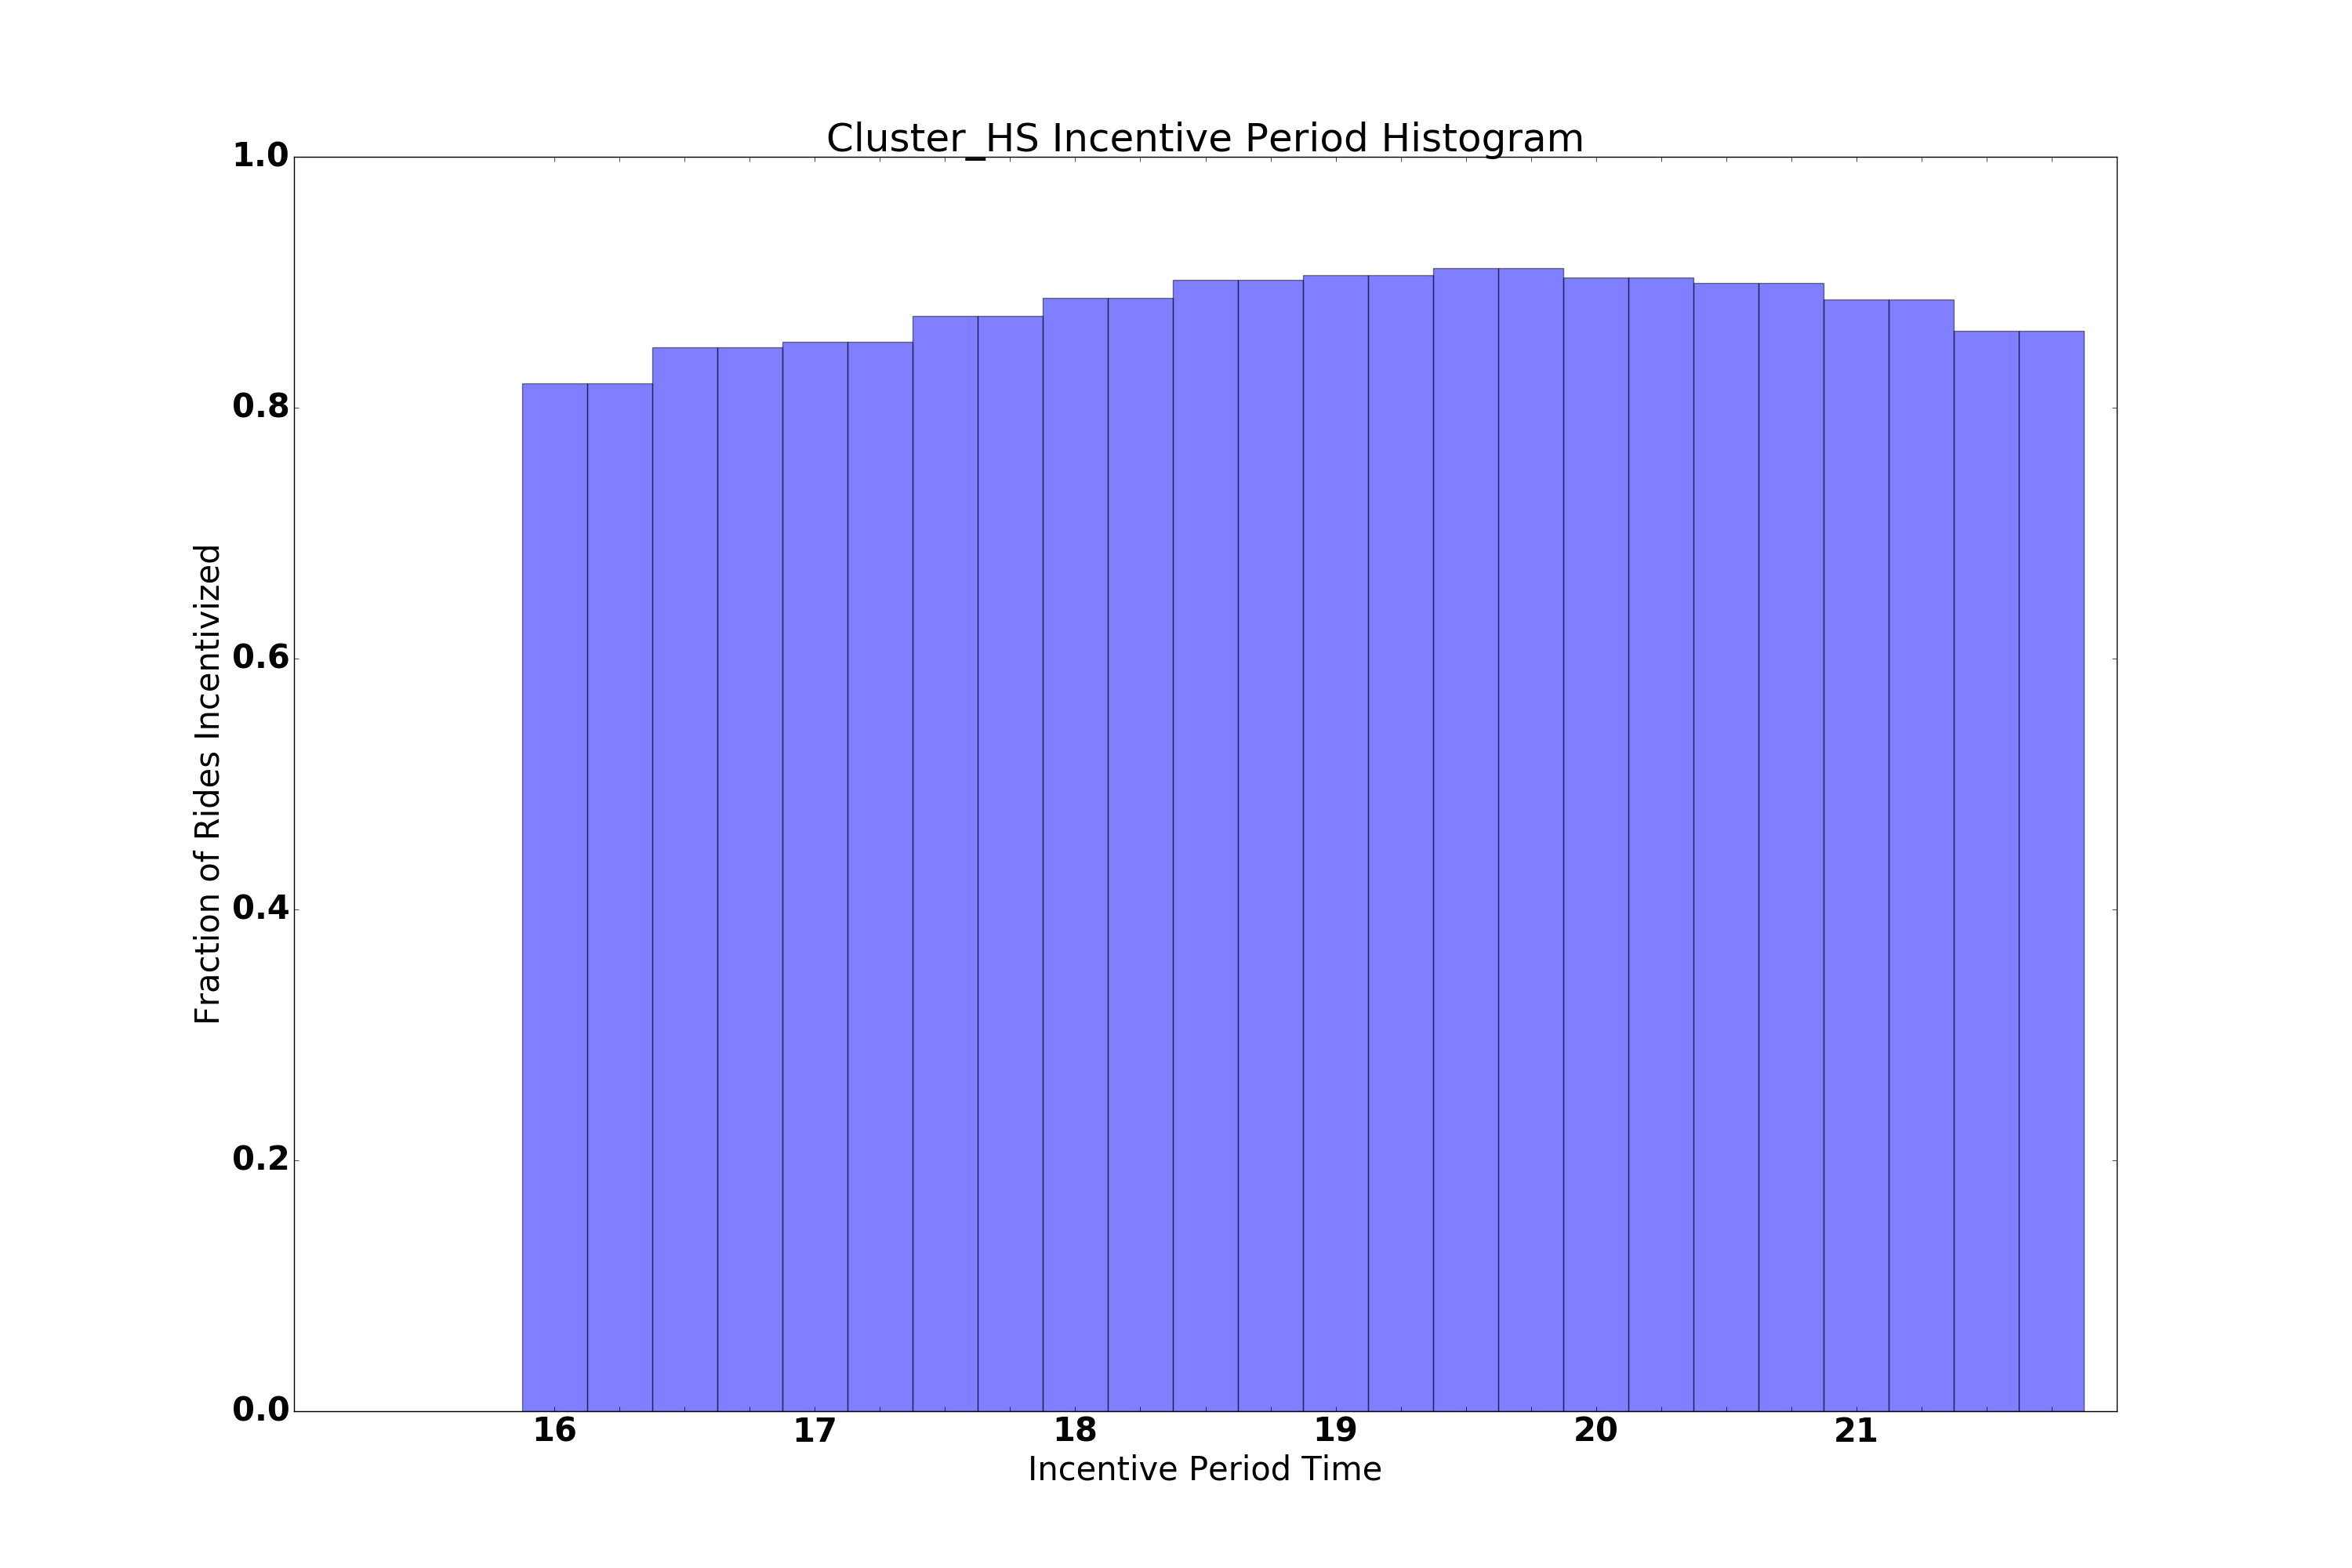 Cluster_HS Incentive Period Histogram
1.0
0.8
0.6
0.4
0.2
0.0
Fraction of Rides Incentivized
16 17 18 19 20 21
Incentive Period Time